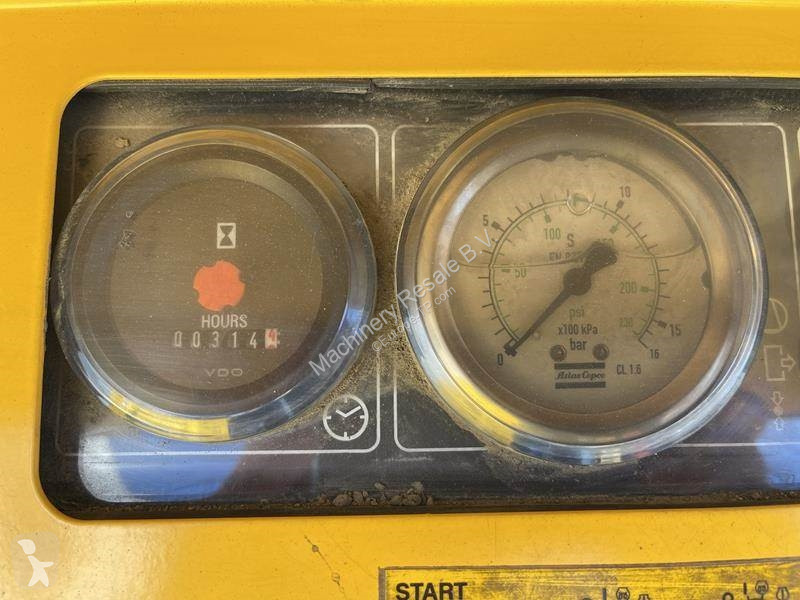 HOURS
003144
VDO
0
5
10
15
16
50
100
150
200
230
S
psi
x100 kPa
bar
Atlas Copco
CL 1.6
Machinery Resale B.V.
START